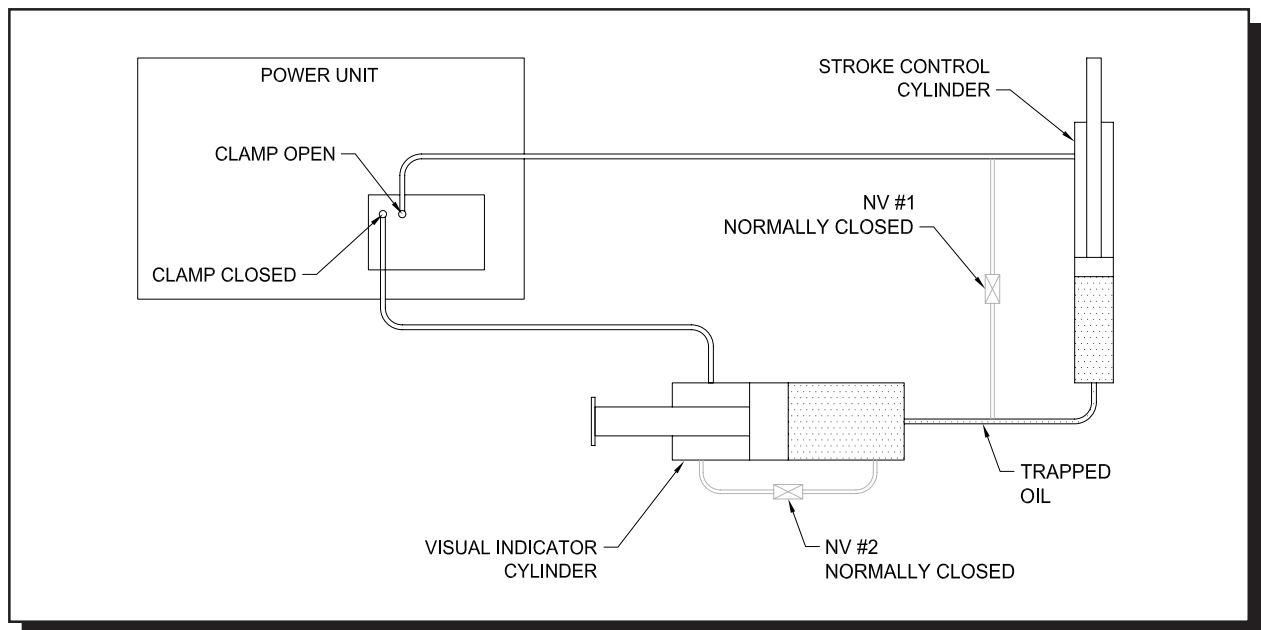 POWER UNIT
STROKE CONTROL
CYLINDER
CLAMP OPEN
NV #1
NORMALLY CLOSED
CLAMP CLOSED
TRAPPED
OIL
VISUAL INDICATOR
CYLINDER
NV #2
NORMALLY CLOSED